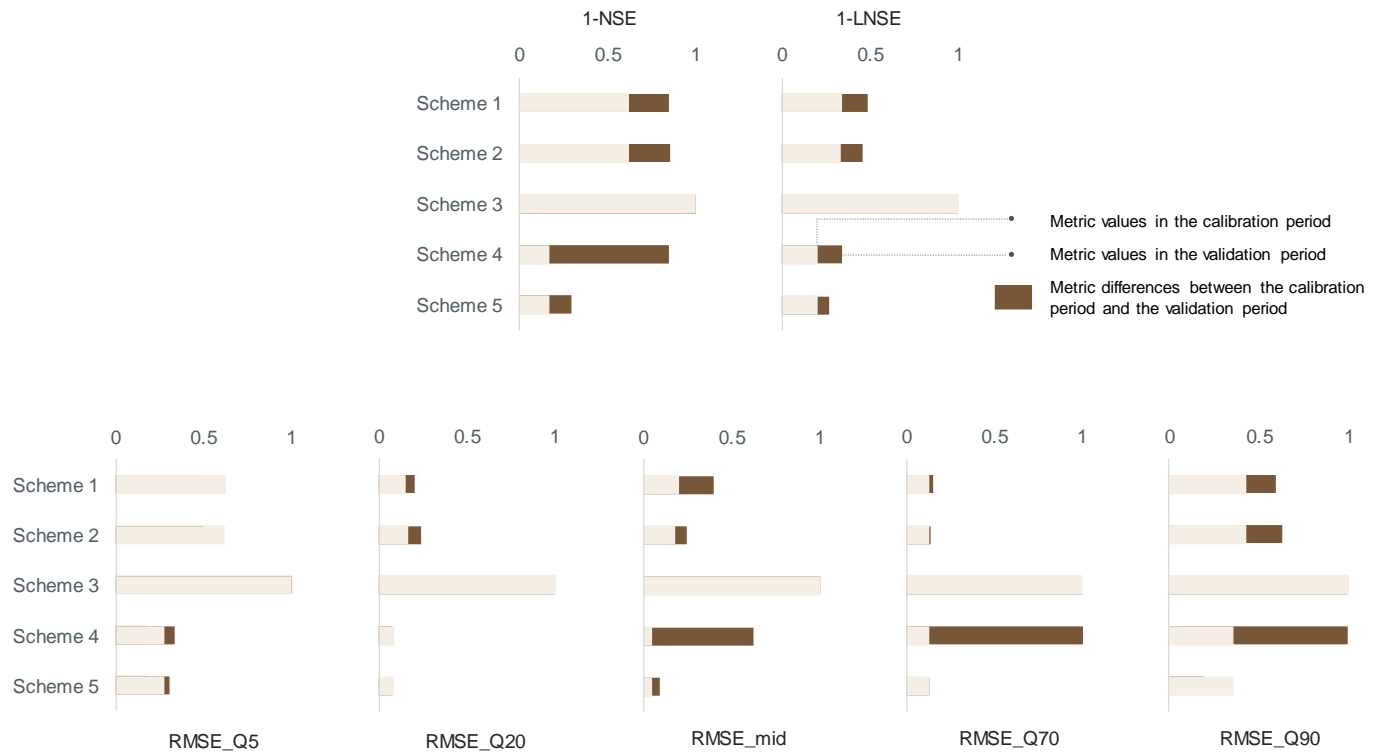 1-NSE 1-LNSE
0 0.5 1 0 0.5 1
Scheme 1
Scheme 2
Scheme 3
Metric values in the calibration period
Scheme 4
Metric values in the validation period
Metric differences between the calibration
period and the validation period
Scheme 5
0 0.5 1 0 0.5 1 0 0.5 1 0 0.5 1 0 0.5 1
Scheme 1
Scheme 2
Scheme 3
Scheme 4
Scheme 5
RMSE_Q5 RMSE_Q20 RMSE_mid RMSE_Q70 RMSE_Q90